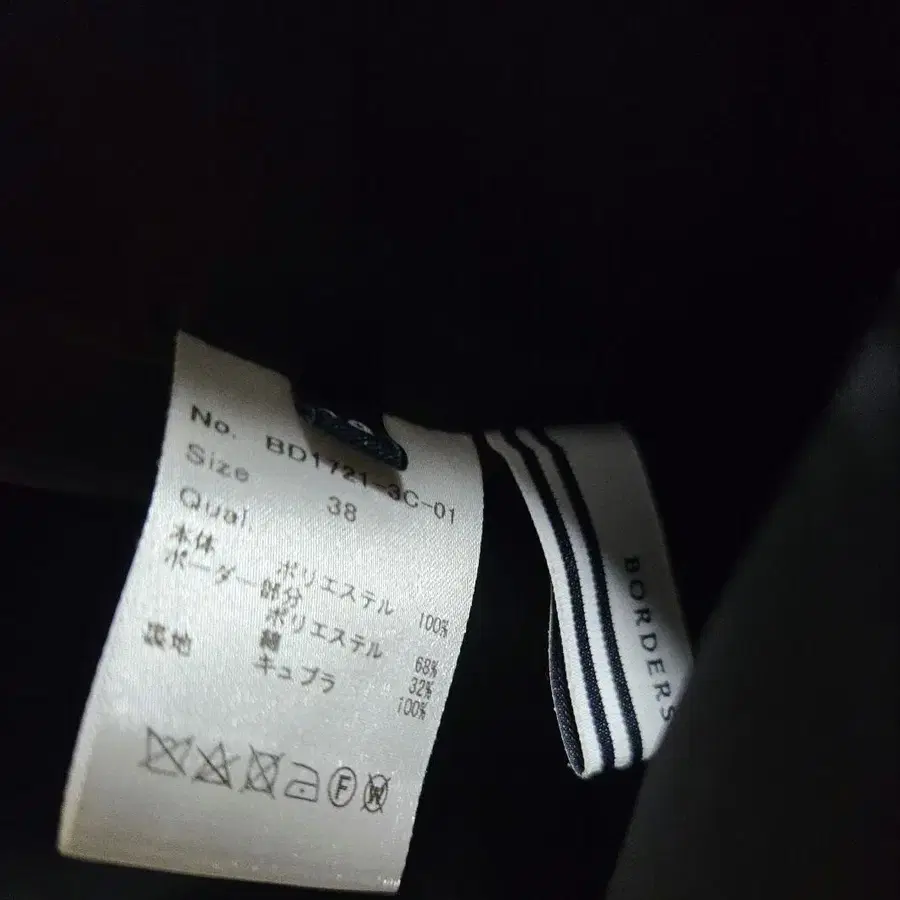 No. BD1721-3C-01
Size 38
Qual
本体 ポリエステル 100%
ボーダー部分
ポリエステル 68%
綿 32%
裏地 キュプラ 100%
F W
BORDERS